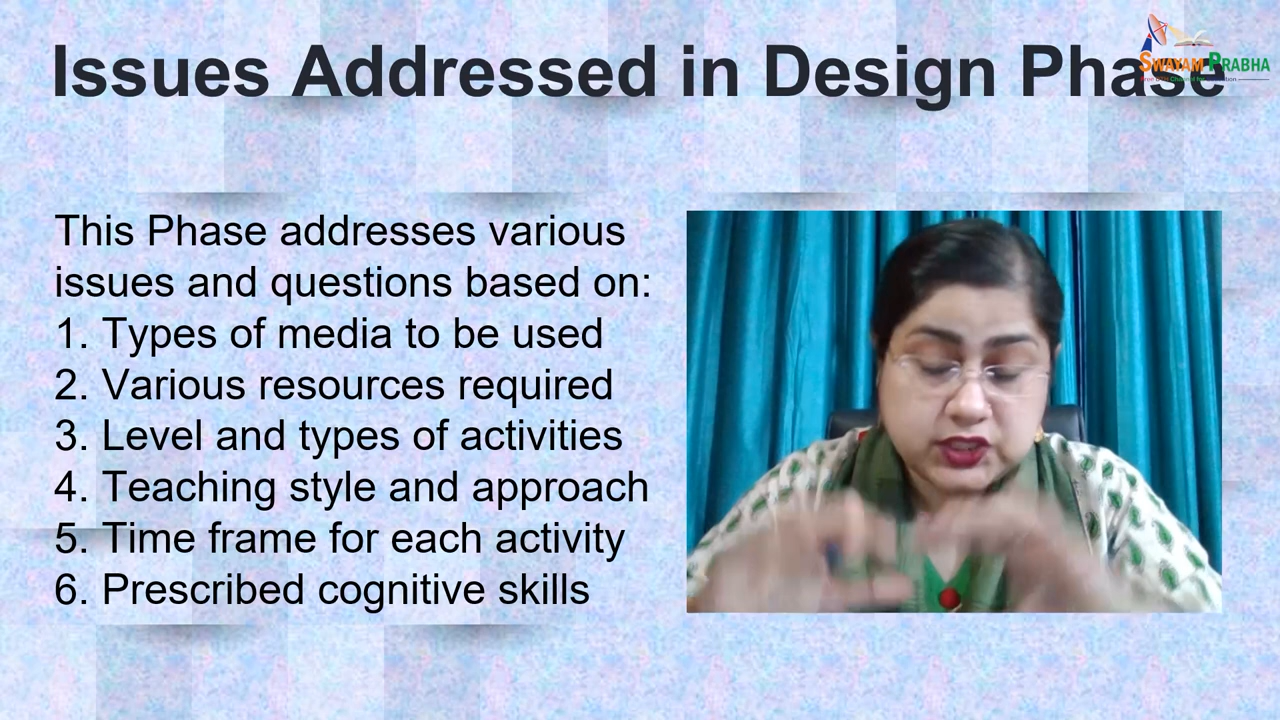 Issues Addressed in Design Phase
SWAYAM PRABHA
This Phase addresses various
issues and questions based on:
1. Types of media to be used
2. Various resources required
3. Level and types of activities
4. Teaching style and approach
5. Time frame for each activity
6. Prescribed cognitive skills